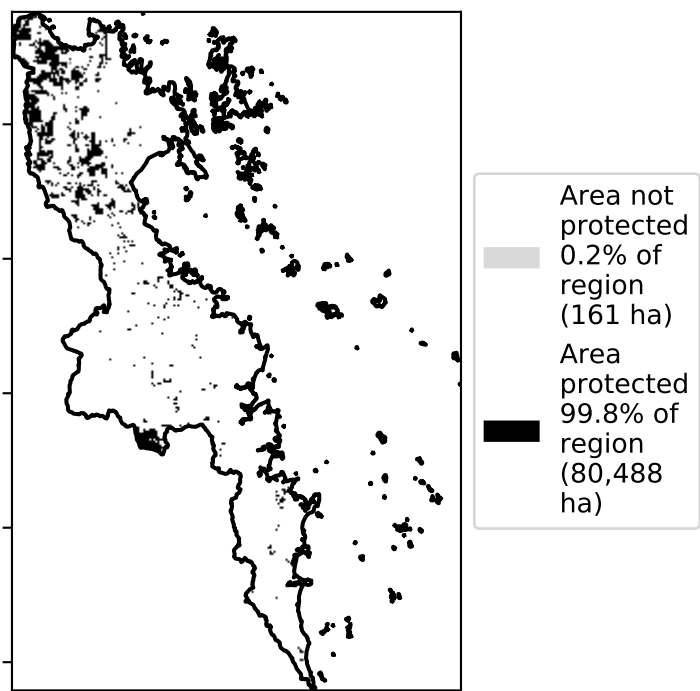 Area not
protected
0.2% of
region
(161 ha)
Area
protected
99.8% of
region
(80,488
ha)